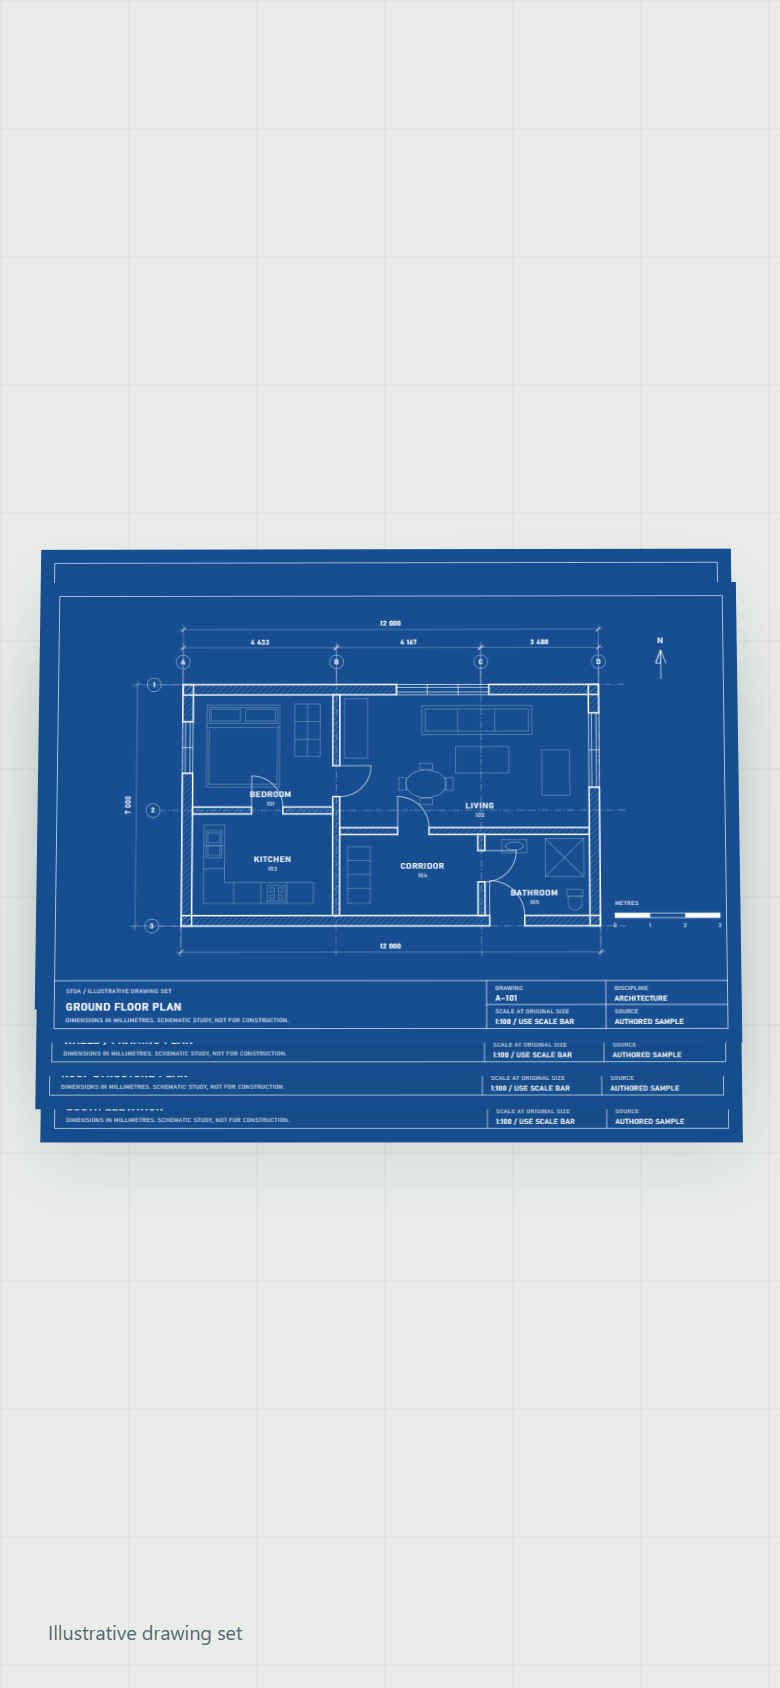 12 000
4 433
4 167
3 400
N
A
B
C
D
1
BEDROOM
101
LIVING
102
7 000
2
KITCHEN
103
CORRIDOR
104
BATHROOM
105
METRES
0 1 2 3
3
12 000
STOA / ILLUSTRATIVE DRAWING SET
GROUND FLOOR PLAN
DIMENSIONS IN MILLIMETRES. SCHEMATIC STUDY, NOT FOR CONSTRUCTION.
DRAWING
A-101
DISCIPLINE
ARCHITECTURE
SCALE AT ORIGINAL SIZE
1:100 / USE SCALE BAR
SOURCE
AUTHORED SAMPLE
DIMENSIONS IN MILLIMETRES. SCHEMATIC STUDY, NOT FOR CONSTRUCTION.
SCALE AT ORIGINAL SIZE
1:100 / USE SCALE BAR
SOURCE
AUTHORED SAMPLE
DIMENSIONS IN MILLIMETRES. SCHEMATIC STUDY, NOT FOR CONSTRUCTION.
SCALE AT ORIGINAL SIZE
1:100 / USE SCALE BAR
SOURCE
AUTHORED SAMPLE
DIMENSIONS IN MILLIMETRES. SCHEMATIC STUDY, NOT FOR CONSTRUCTION.
SCALE AT ORIGINAL SIZE
1:100 / USE SCALE BAR
SOURCE
AUTHORED SAMPLE
Illustrative drawing set